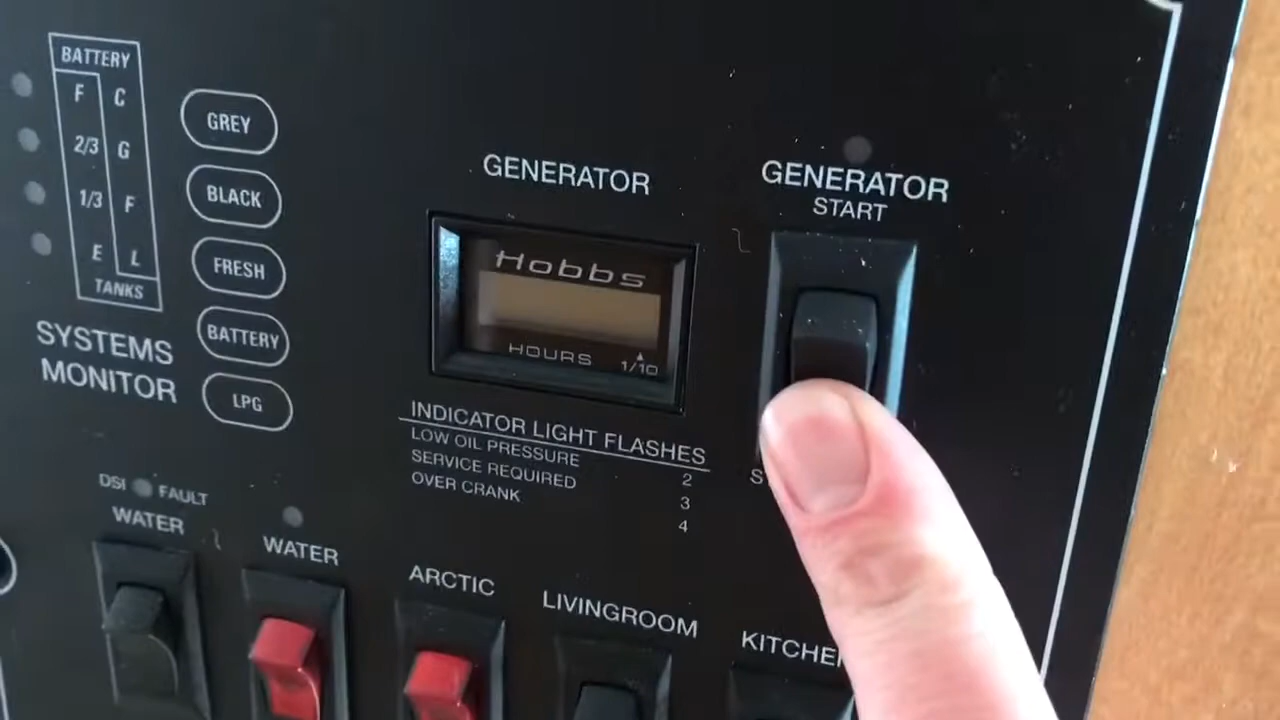 BATTERY
F C
2/3 G
1/3 F
E L
TANKS
SYSTEMS
MONITOR
GREY
BLACK
FRESH
BATTERY
LPG
GENERATOR
Hobbs
HOURS 1/10
INDICATOR LIGHT FLASHES
LOW OIL PRESSURE 2
SERVICE REQUIRED 3
OVER CRANK 4
GENERATOR
START
DSI FAULT
WATER
WATER
ARCTIC
LIVINGROOM